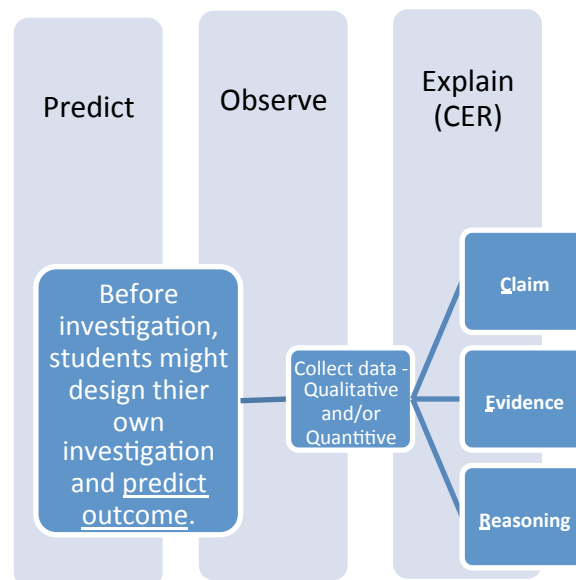 Predict
Observe
Explain
(CER)
Before
investigation,
students might
design thier
own
investigation
and predict
outcome.
Collect data -
Qualitative
and/or
Quantitive
Claim
Evidence
Reasoning